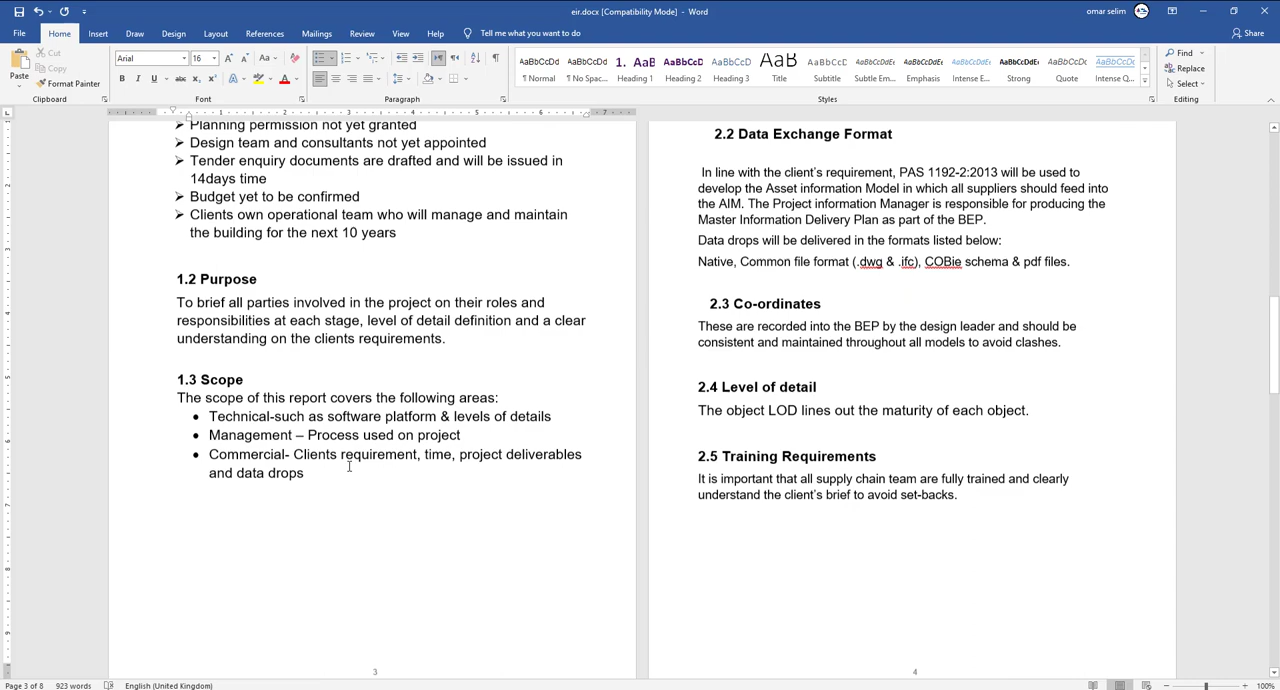 eir.docx [Compatibility Mode] - Word
omar selim
File Home Insert Draw Design Layout References Mailings Review View Help Tell me what you want to do
Share
Paste
Cut
Copy
Format Painter
Clipboard
Arial 16
Font
Paragraph
AaBbCcDd AaBbCcDd 1. AaB AaBbCc AaBbCcD AaB AaBbCcD AaBbCcDdE AaBbCcDdE AaBbCcDdE AaBbCcDdE AaBbCcDd AaBbCcDd
¶ Normal ¶ No Spac... Heading 1 Heading 2 Heading 3 Title Subtitle Subtle Em... Emphasis Intense E... Strong Quote Intense Q...
Styles
Find
Replace
Select
Editing
Planning permission not yet granted
Design team and consultants not yet appointed
Tender enquiry documents are drafted and will be issued in
14days time
Budget yet to be confirmed
Clients own operational team who will manage and maintain
the building for the next 10 years
1.2 Purpose
To brief all parties involved in the project on their roles and
responsibilities at each stage, level of detail definition and a clear
understanding on the clients requirements.
1.3 Scope
The scope of this report covers the following areas:
• Technical-such as software platform & levels of details
• Management – Process used on project
• Commercial- Clients requirement, time, project deliverables
and data drops
3
2.2 Data Exchange Format
In line with the client's requirement, PAS 1192-2:2013 will be used to
develop the Asset information Model in which all suppliers should feed into
the AIM. The Project information Manager is responsible for producing the
Master Information Delivery Plan as part of the BEP.
Data drops will be delivered in the formats listed below:
Native, Common file format (.dwg & .ifc), COBie schema & pdf files.
2.3 Co-ordinates
These are recorded into the BEP by the design leader and should be
consistent and maintained throughout all models to avoid clashes.
2.4 Level of detail
The object LOD lines out the maturity of each object.
2.5 Training Requirements
It is important that all supply chain team are fully trained and clearly
understand the client's brief to avoid set-backs.
4
Page 3 of 8 923 words English (United Kingdom)
100%